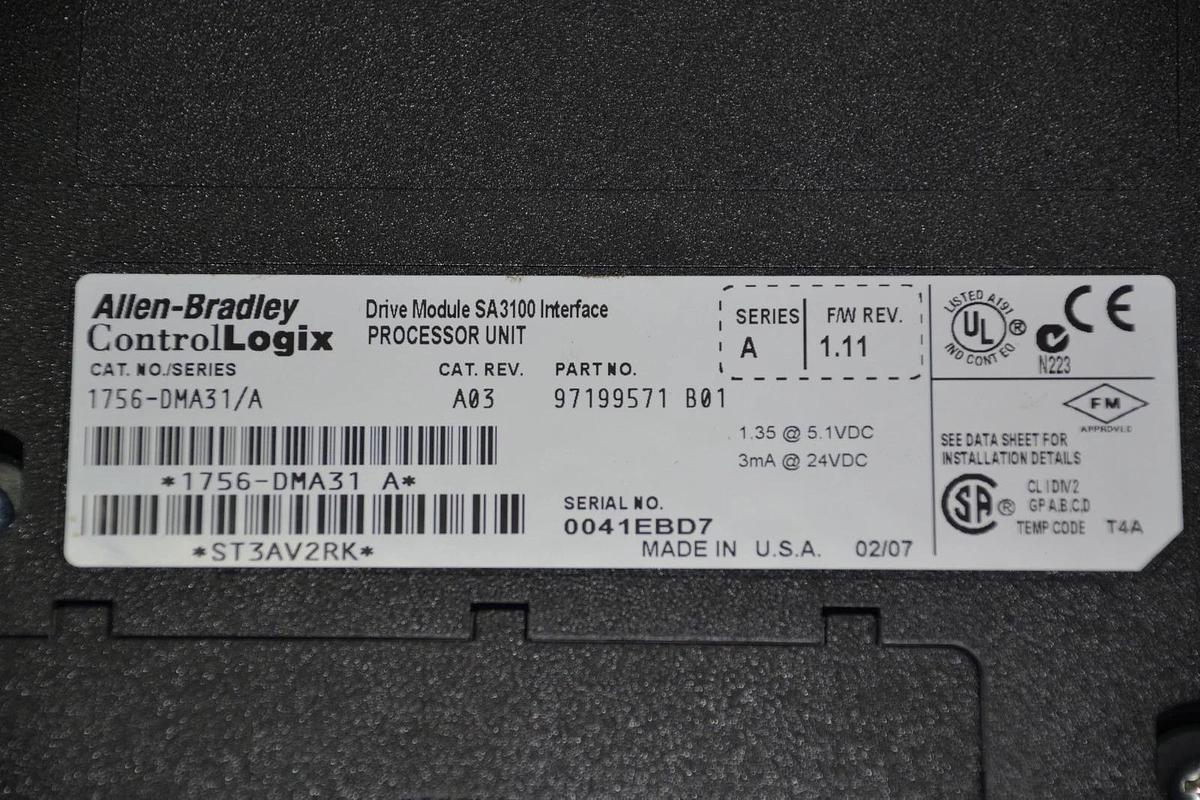 Allen-Bradley
ControlLogix
Drive Module SA3100 Interface
PROCESSOR UNIT
SERIES
A
F/W REV.
1.11
CAT. NO./SERIES
1756-DMA31/A
CAT. REV.
A03
PART NO.
97199571 B01
1.35 @ 5.1VDC
3mA @ 24VDC
*1756-DMA31 A*
*ST3AV2RK*
SERIAL NO.
0041EBD7
MADE IN U.S.A. 02/07
LISTED A191
UL ®
IND CONT EQ
CE
N223
FM
APPROVED
SEE DATA SHEET FOR
INSTALLATION DETAILS
SA ®
CL I DIV2
GP A,B,C,D
TEMP CODE T4A